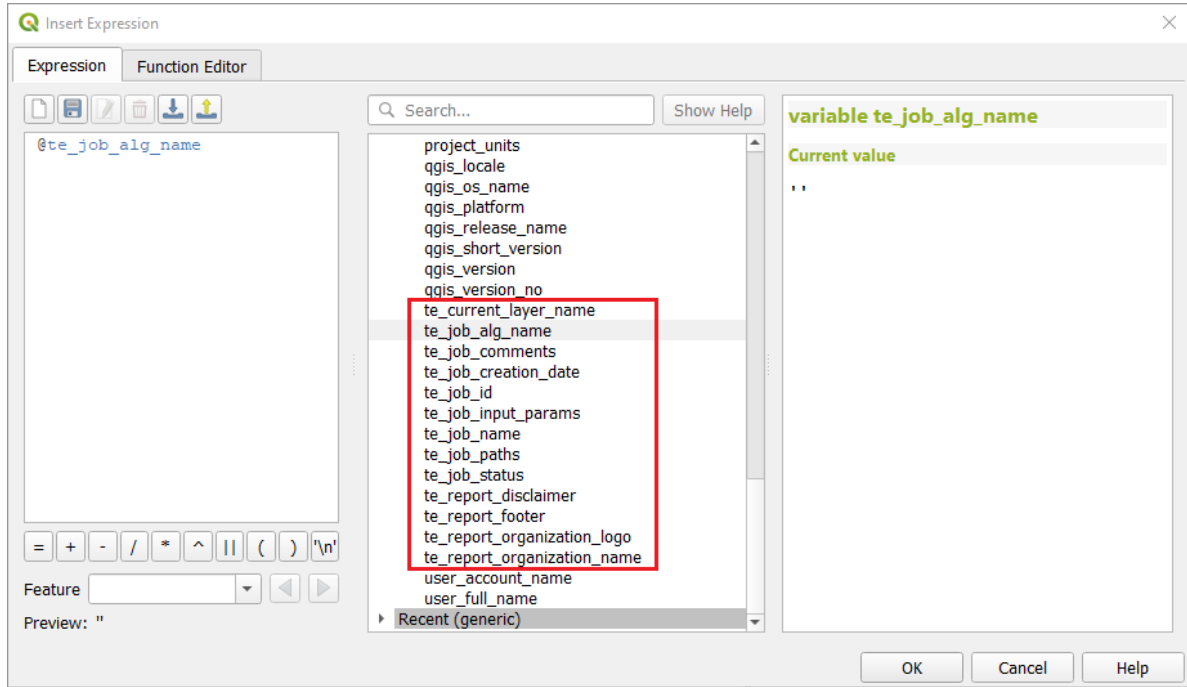 Insert Expression
Expression
Function Editor
Search...
Show Help
@te_job_alg_name
project_units
qgis_locale
qgis_os_name
qgis_platform
qgis_release_name
qgis_short_version
qgis_version
qgis_version_no
te_current_layer_name
te_job_alg_name
te_job_comments
te_job_creation_date
te_job_id
te_job_input_params
te_job_name
te_job_paths
te_job_status
te_report_disclaimer
te_report_footer
te_report_organization_logo
te_report_organization_name
user_account_name
user_full_name
Recent (generic)
variable te_job_alg_name
Current value
''
= + - / * ^ || ( ) '\n'
Feature
Preview: ''
OK Cancel Help